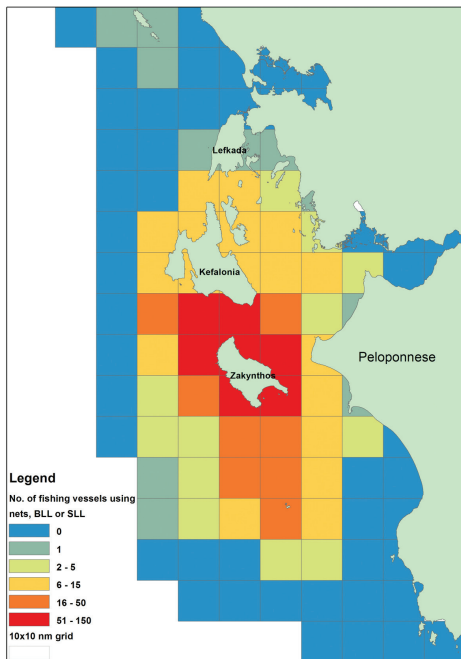 Lefkada
Kefalonia
Peloponnese
Zakynthos
Legend
No. of fishing vessels using
nets, BLL or SLL
0
1
2 - 5
6 - 15
16 - 50
51 - 150
10x10 nm grid